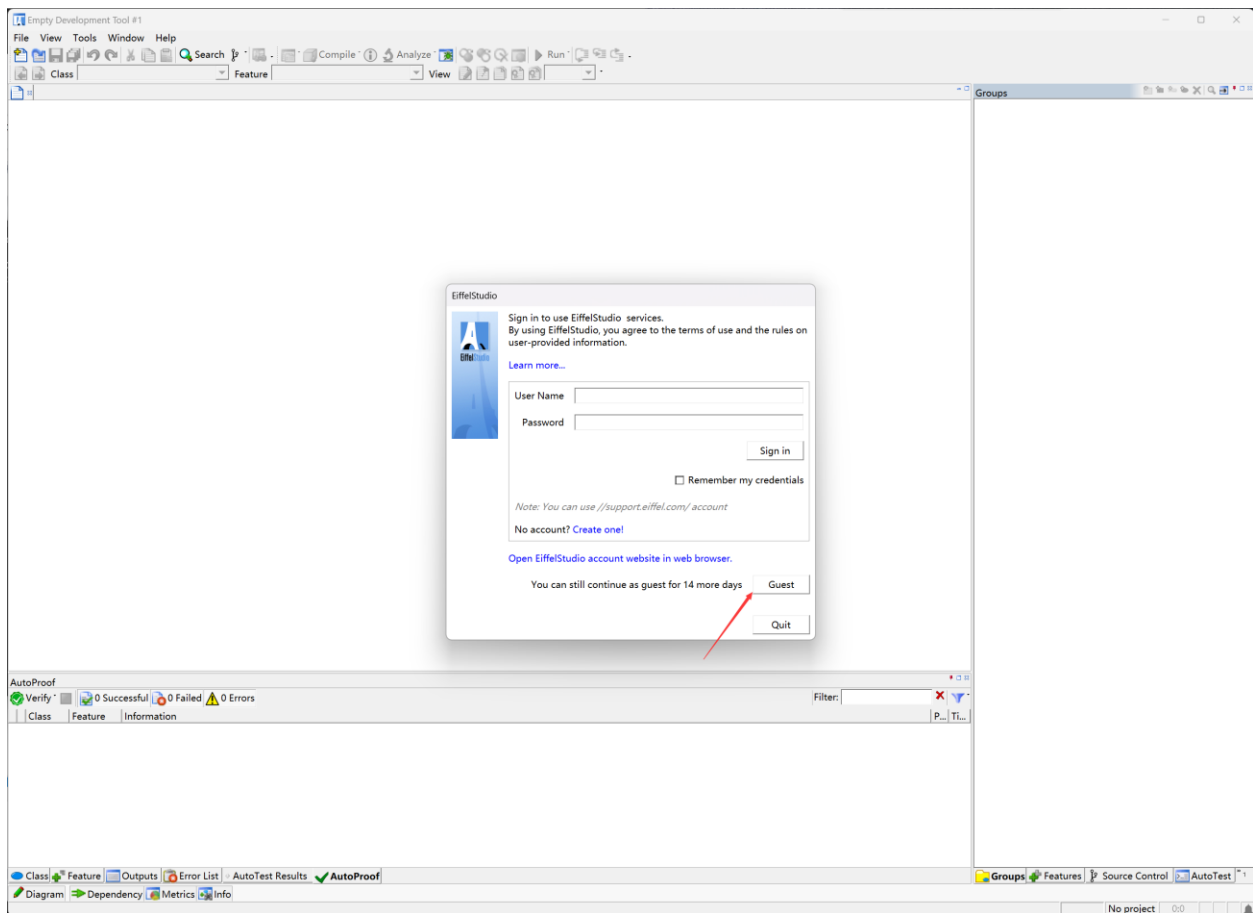 Empty Development Tool #1
File View Tools Window Help
Search Compile Analyze Run
Class Feature View
Groups
EiffelStudio
Sign in to use EiffelStudio services.
By using EiffelStudio, you agree to the terms of use and the rules on
user-provided information.
EiffelStudio
Learn more...
User Name
Password
Sign in
Remember my credentials
Note: You can use //support.eiffel.com/ account
No account? Create one!
Open EiffelStudio account website in web browser.
You can still continue as guest for 14 more days Guest
Quit
AutoProof
Verify 0 Successful 0 Failed 0 Errors Filter:
Class Feature Information P... Ti...
Class Feature Outputs Error List AutoTest Results AutoProof Groups Features Source Control AutoTest
Diagram Dependency Metrics Info
No project 0:0